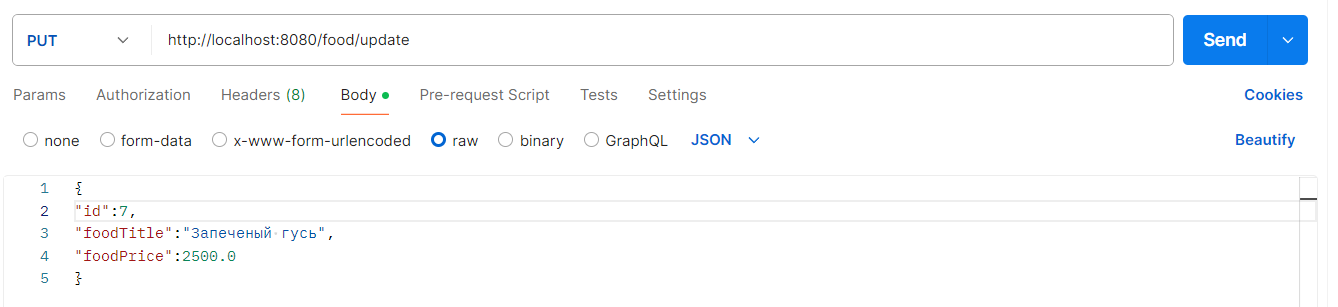 PUT http://localhost:8080/food/update Send
Params Authorization Headers (8) Body Pre-request Script Tests Settings Cookies
none form-data x-www-form-urlencoded raw binary GraphQL JSON Beautify
1 {
2 "id":7,
3 "foodTitle":"Запеченый гусь",
4 "foodPrice":2500.0
5 }